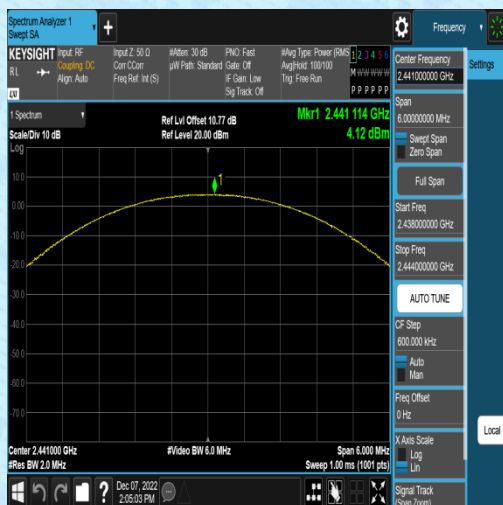 Spectrum Analyzer 1
Swept SA
Frequency
KEYSIGHT
Input: RF
Coupling: DC
Align: Auto
Input Z: 50 Ω
Corr CCorr
Freq Ref: Int (S)
#Atten: 30 dB
µW Path: Standard
PNO: Fast
Gate: Off
IF Gain: Low
Sig Track: Off
#Avg Type: Power (RMS
Avg|Hold: 100/100
Trig: Free Run
1 2 3 4 5 6
M W W W W W
P P P P P P
R L
LXI
1 Spectrum
Scale/Div 10 dB
Ref Lvl Offset 10.77 dB
Ref Level 20.00 dBm
Mkr1 2.441 114 GHz
4.12 dBm
Log
10.0
0.00
-10.0
-20.0
-30.0
-40.0
-50.0
-60.0
-70.0
1
Center 2.441000 GHz
#Res BW 2.0 MHz
#Video BW 6.0 MHz
Span 6.000 MHz
Sweep 1.00 ms (1001 pts)
Dec 07, 2022
2:05:03 PM
Center Frequency
2.441000000 GHz
Settings
Span
6.00000000 MHz
Swept Span
Zero Span
Full Span
Start Freq
2.438000000 GHz
Stop Freq
2.444000000 GHz
AUTO TUNE
CF Step
600.000 kHz
Auto
Man
Freq Offset
0 Hz
Local
X Axis Scale
Log
Lin
Signal Track
(Span Zoom)